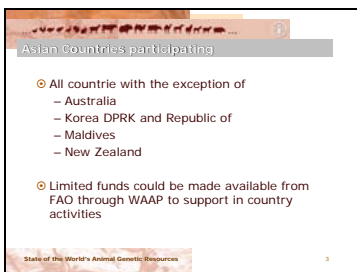 Asian Countries participating
All countrie with the exception of
– Australia
– Korea DPRK and Republic of
– Maldives
– New Zealand
Limited funds could be made available from
FAO through WAAP to support in country
activities
State of the World's Animal Genetic Resources
3